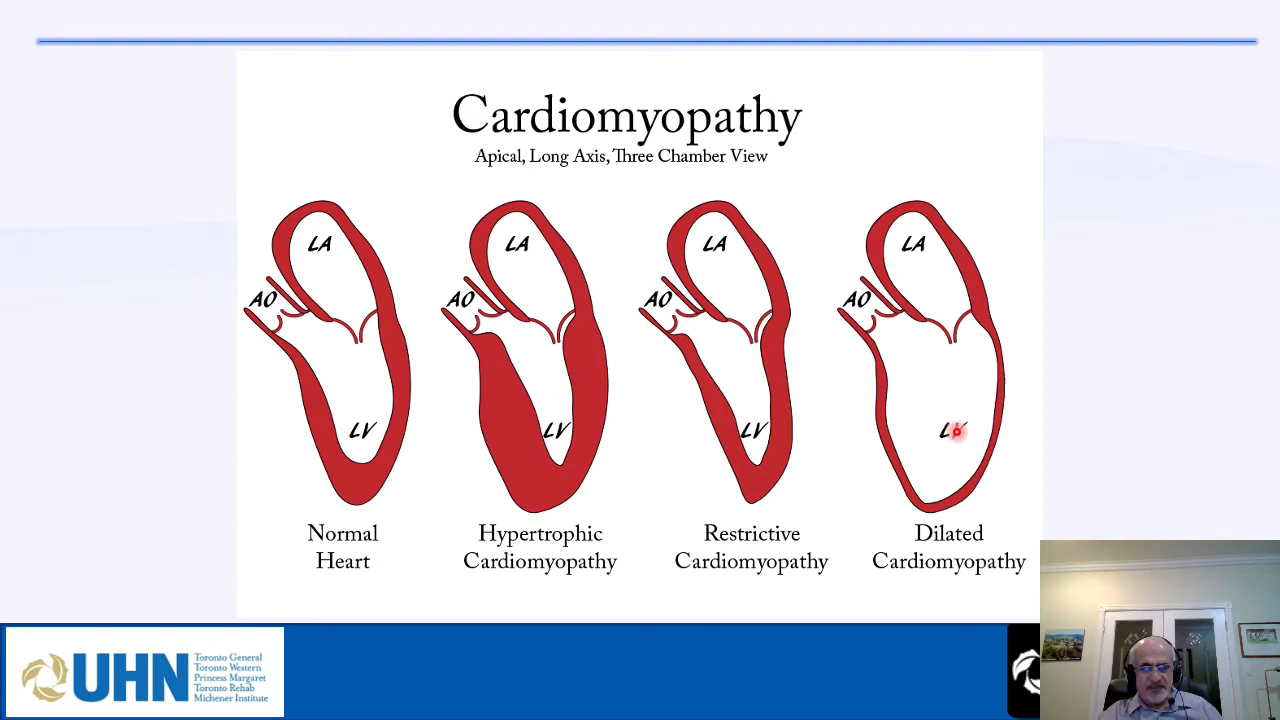 Cardiomyopathy
Apical, Long Axis, Three Chamber View
LA
LA
LA
LA
AO
AO
AO
AO
LV
LV
LV
LV
Normal
Heart
Hypertrophic
Cardiomyopathy
Restrictive
Cardiomyopathy
Dilated
Cardiomyopathy
UHN
Toronto General
Toronto Western
Princess Margaret
Toronto Rehab
Michener Institute